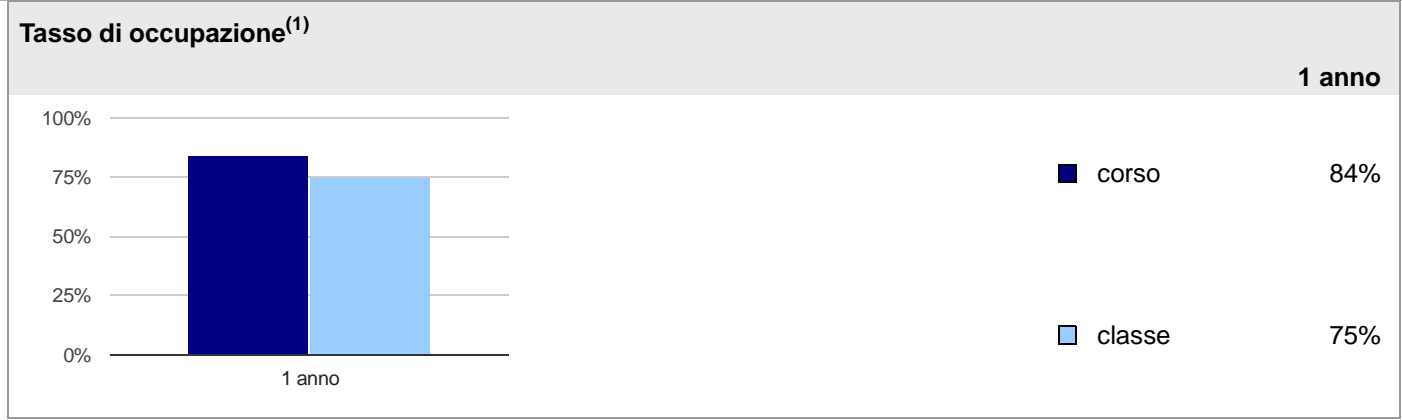 Tasso di occupazione(1)
1 anno
100%
75%
50%
25%
0%
1 anno
corso 84%
classe 75%